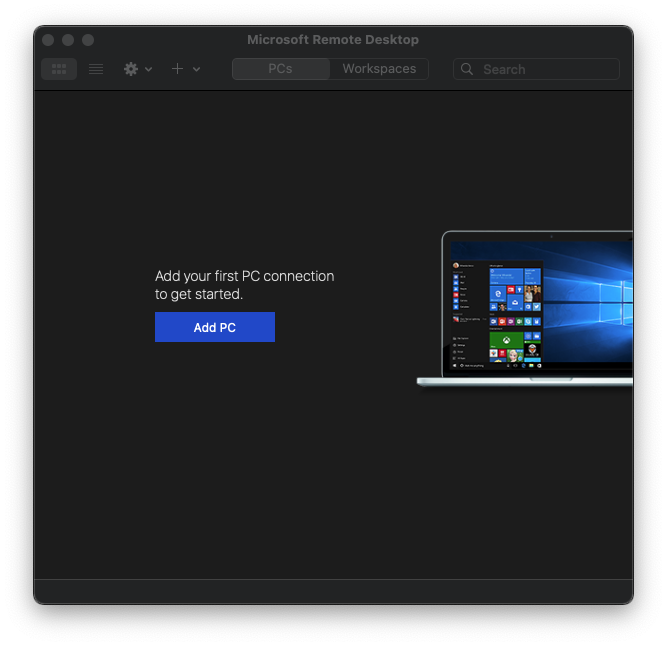 Microsoft Remote Desktop
PCs
Workspaces
Search
Add your first PC connection
to get started.
Add PC